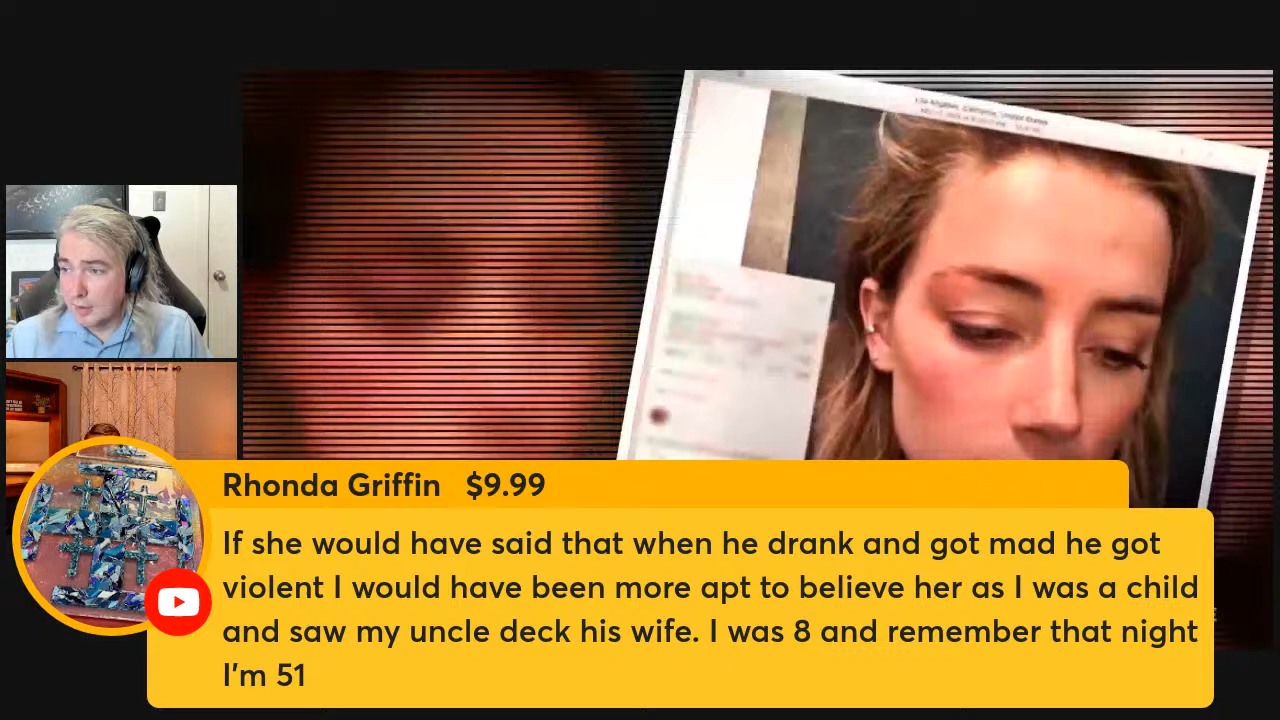 Rhonda Griffin $9.99
If she would have said that when he drank and got mad he got
violent I would have been more apt to believe her as I was a child
and saw my uncle deck his wife. I was 8 and remember that night
I'm 51